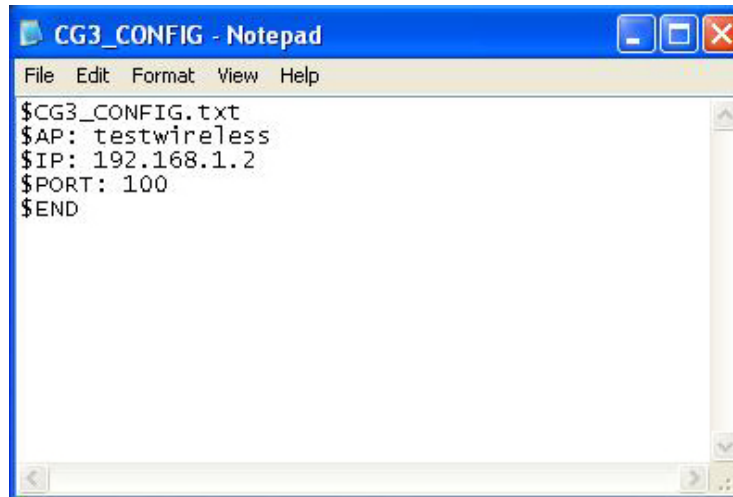 CG3_CONFIG - Notepad
File Edit Format View Help
$CG3_CONFIG.txt
$AP: testwireless
$IP: 192.168.1.2
$PORT: 100
$END